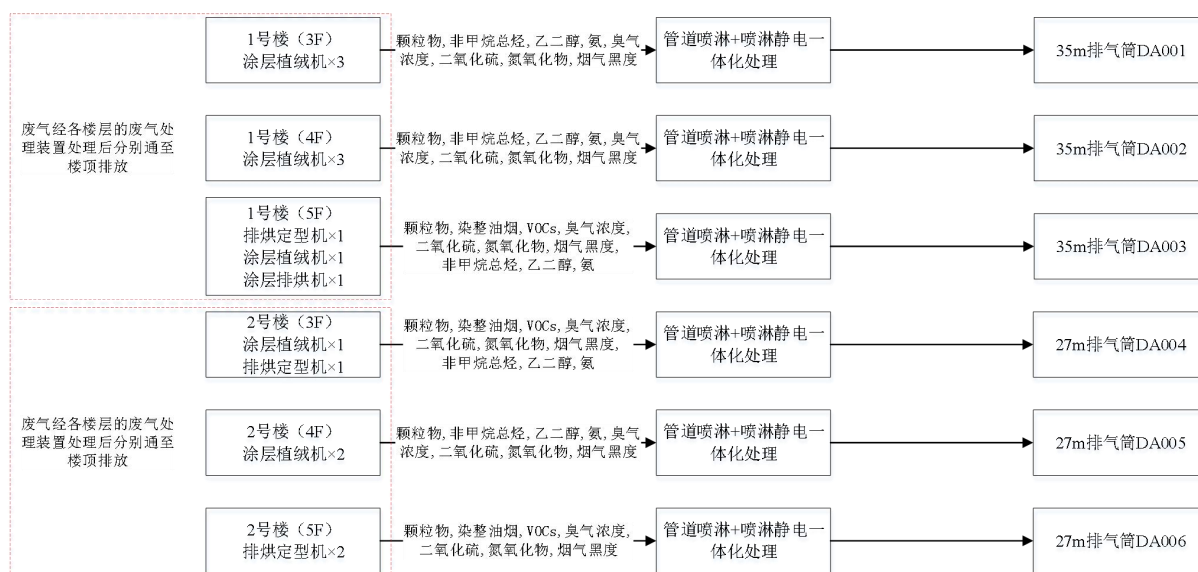 1号楼（3F）
涂层植绒机×3
颗粒物,非甲烷总烃,乙二醇,氨,臭气
浓度,二氧化硫,氮氧化物,烟气黑度
管道喷淋+喷淋静电一
体化处理
35m排气筒DA001
废气经各楼层的废气处
理装置处理后分别通至
楼顶排放
1号楼（4F）
涂层植绒机×3
颗粒物,非甲烷总烃,乙二醇,氨,臭气
浓度,二氧化硫,氮氧化物,烟气黑度
管道喷淋+喷淋静电一
体化处理
35m排气筒DA002
1号楼（5F）
排烘定型机×1
涂层植绒机×1
涂层排烘机×1
颗粒物,染整油烟,VOCs,臭气浓度,
二氧化硫,氮氧化物,烟气黑度,
非甲烷总烃,乙二醇,氨
管道喷淋+喷淋静电一
体化处理
35m排气筒DA003
2号楼（3F）
涂层植绒机×1
排烘定型机×1
颗粒物,染整油烟,VOCs,臭气浓度,
二氧化硫,氮氧化物,烟气黑度,
非甲烷总烃,乙二醇,氨
管道喷淋+喷淋静电一
体化处理
27m排气筒DA004
废气经各楼层的废气处
理装置处理后分别通至
楼顶排放
2号楼（4F）
涂层植绒机×2
颗粒物,非甲烷总烃,乙二醇,氨,臭气
浓度,二氧化硫,氮氧化物,烟气黑度
管道喷淋+喷淋静电一
体化处理
27m排气筒DA005
2号楼（5F）
排烘定型机×2
颗粒物,染整油烟,VOCs,臭气浓度,
二氧化硫,氮氧化物,烟气黑度
管道喷淋+喷淋静电一
体化处理
27m排气筒DA006